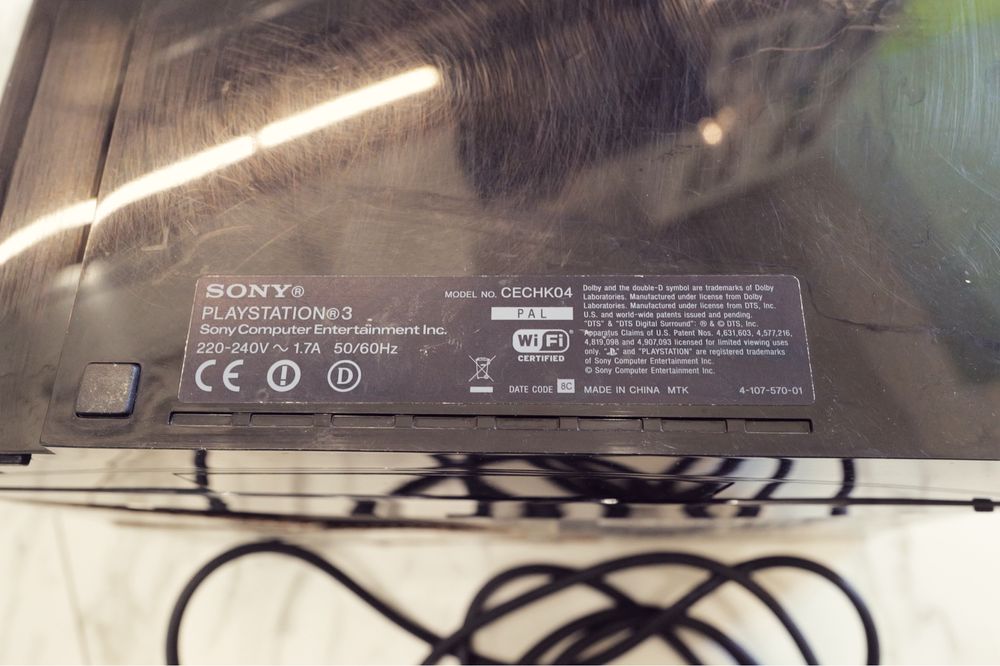 SONY®
PLAYSTATION®3
Sony Computer Entertainment Inc.
220-240V ~ 1.7A 50/60Hz
CE
D
MODEL NO. CECHK04
PAL
Wi Fi®
CERTIFIED
DATE CODE 8C
Dolby and the double-D symbol are trademarks of Dolby
Laboratories. Manufactured under license from Dolby
Laboratories. Manufactured under license from DTS, Inc.
U.S. and world-wide patents issued and pending.
"DTS" & "DTS Digital Surround": ® & © DTS, Inc.
Apparatus Claims of U.S. Patent Nos. 4,631,603, 4,577,216,
4,819,098 and 4,907,093 licensed for limited viewing uses
only. " " and "PLAYSTATION" are registered trademarks
of Sony Computer Entertainment Inc.
© Sony Computer Entertainment Inc.
MADE IN CHINA MTK 4-107-570-01